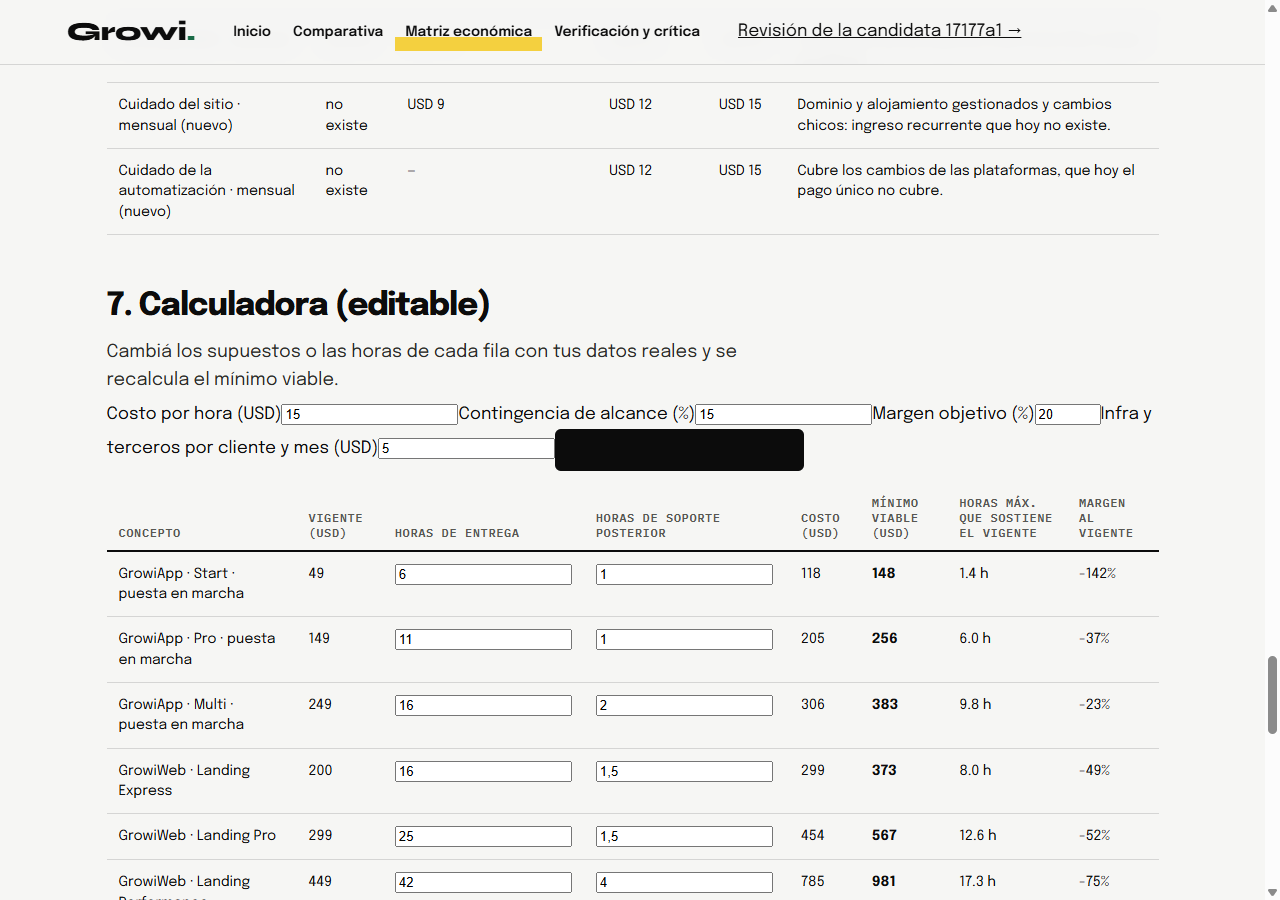 Growi.
Inicio
Comparativa
Matriz económica
Verificación y crítica
Revisión de la candidata 17177a1 →
Cuidado del sitio · mensual (nuevo)
no existe
USD 9
USD 12
USD 15
Dominio y alojamiento gestionados y cambios
chicos: ingreso recurrente que hoy no existe.
Cuidado de la automatización · mensual (nuevo)
no existe
–
USD 12
USD 15
Cubre los cambios de las plataformas, que hoy el
pago único no cubre.
7. Calculadora (editable)
Cambiá los supuestos o las horas de cada fila con tus datos reales y se
recalcula el mínimo viable.
Costo por hora (USD) 15 Contingencia de alcance (%) 15 Margen objetivo (%) 20 Infra y
terceros por cliente y mes (USD) 5
CONCEPTO
VIGENTE (USD)
HORAS DE ENTREGA
HORAS DE SOPORTE POSTERIOR
COSTO (USD)
MÍNIMO VIABLE (USD)
HORAS MÁX. QUE SOSTIENE EL VIGENTE
MARGEN AL VIGENTE
GrowiApp · Start · puesta en marcha
49
6
1
118
148
1.4 h
-142%
GrowiApp · Pro · puesta en marcha
149
11
1
205
256
6.0 h
-37%
GrowiApp · Multi · puesta en marcha
249
16
2
306
383
9.8 h
-23%
GrowiWeb · Landing Express
200
16
1,5
299
373
8.0 h
-49%
GrowiWeb · Landing Pro
299
25
1,5
454
567
12.6 h
-52%
GrowiWeb · Landing
449
42
4
785
981
17.3 h
-75%